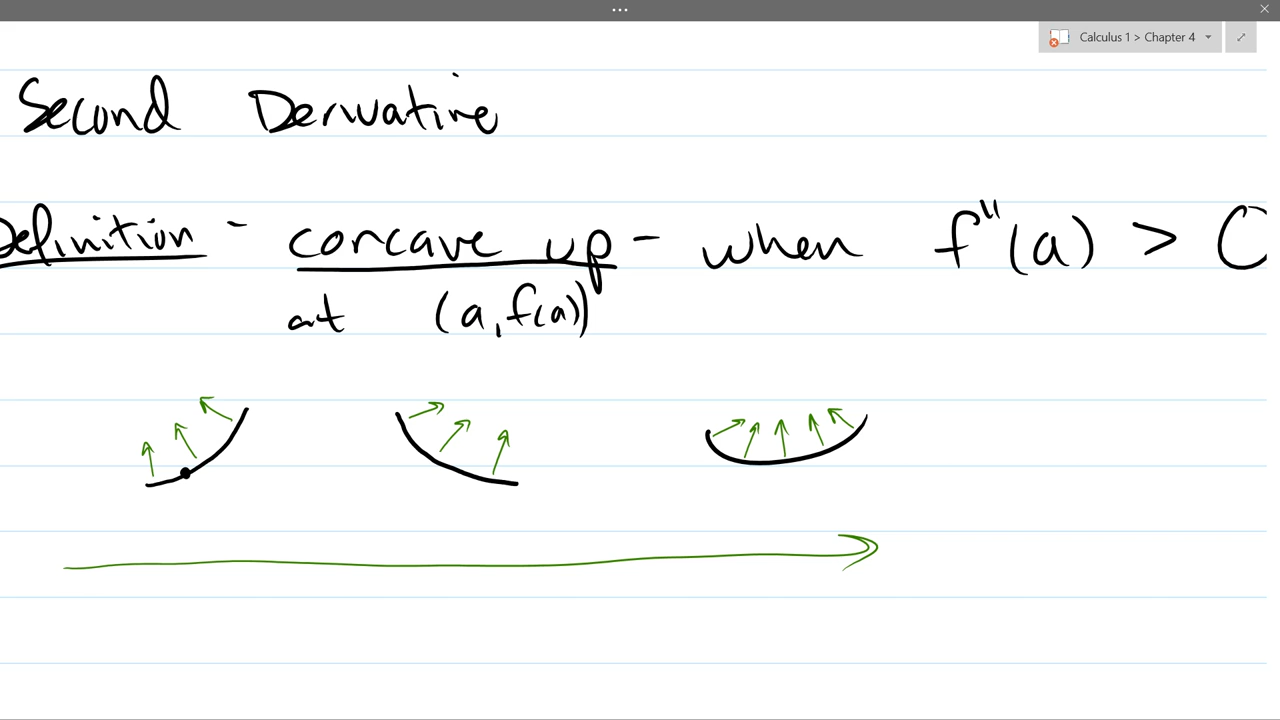 Calculus 1 > Chapter 4
Second Derivative
Definition - concave up - when f"(a) > 0
at (a, f(a))